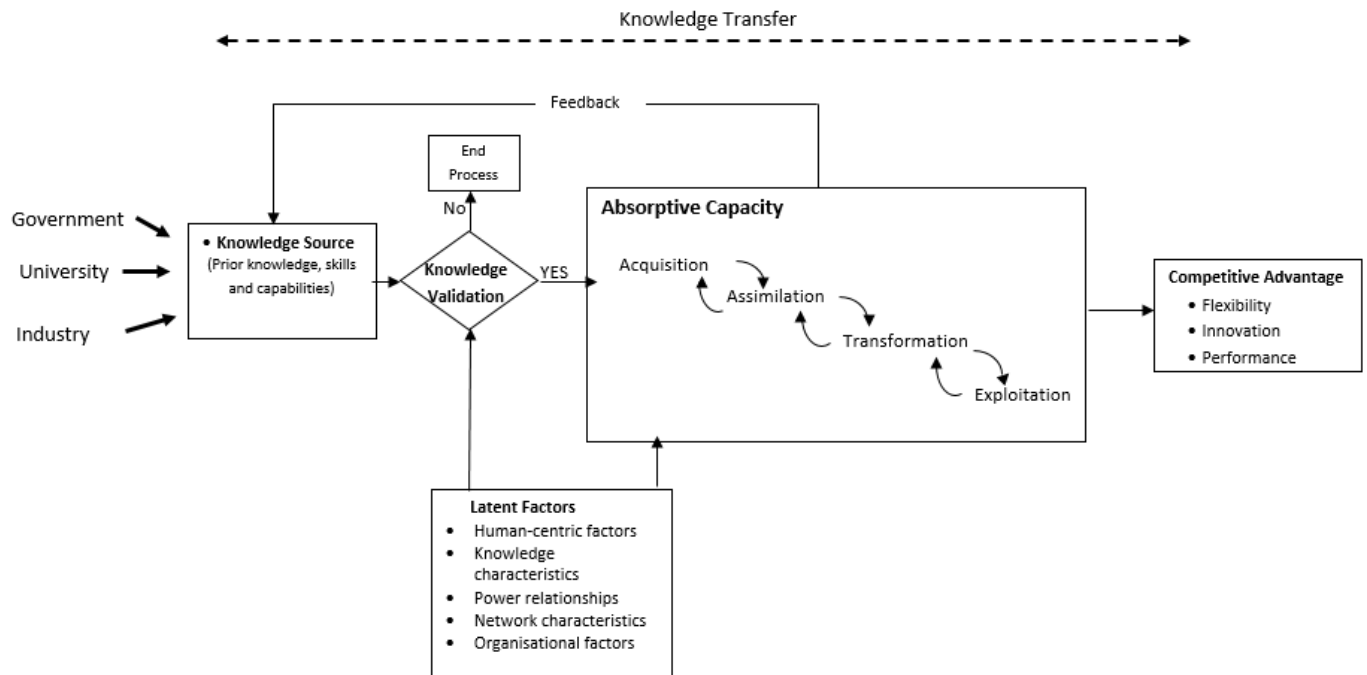 Knowledge Transfer
Feedback
End
Process
No
Government
University
Industry
• Knowledge Source
(Prior knowledge, skills
and capabilities)
Knowledge
Validation
YES
Absorptive Capacity
Acquisition
Assimilation
Transformation
Exploitation
Competitive Advantage
• Flexibility
• Innovation
• Performance
Latent Factors
• Human-centric factors
• Knowledge
characteristics
• Power relationships
• Network characteristics
• Organisational factors